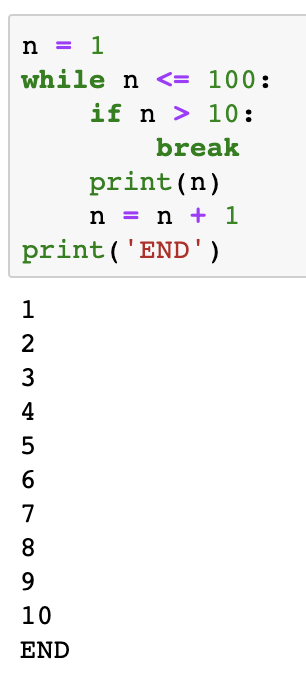 n = 1
while n <= 100:
    if n > 10:
        break
    print(n)
    n = n + 1
print('END')
1
2
3
4
5
6
7
8
9
10
END